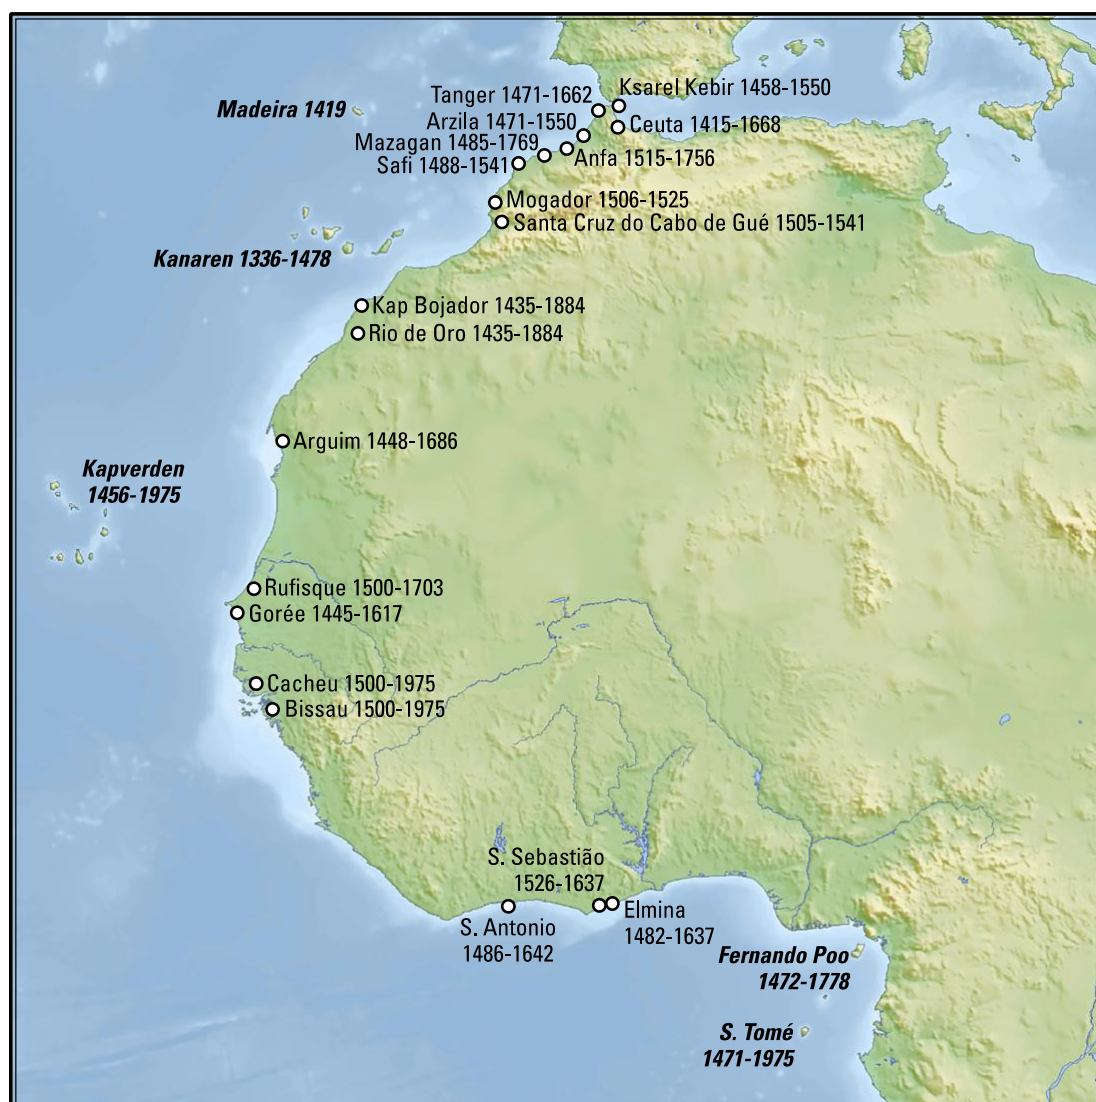 Ksarel Kebir 1458-1550
Tanger 1471-1662
Madeira 1419
Arzila 1471-1550
Ceuta 1415-1668
Mazagan 1485-1769
Anfa 1515-1756
Safi 1488-1541
Mogador 1506-1525
Santa Cruz do Cabo de Gué 1505-1541
Kanaren 1336-1478
Kap Bojador 1435-1884
Rio de Oro 1435-1884
Arguim 1448-1686
Kapverden
1456-1975
Rufisque 1500-1703
Gorée 1445-1617
Cacheu 1500-1975
Bissau 1500-1975
S. Sebastião
1526-1637
Elmina
1482-1637
S. Antonio
1486-1642
Fernando Poo
1472-1778
S. Tomé
1471-1975